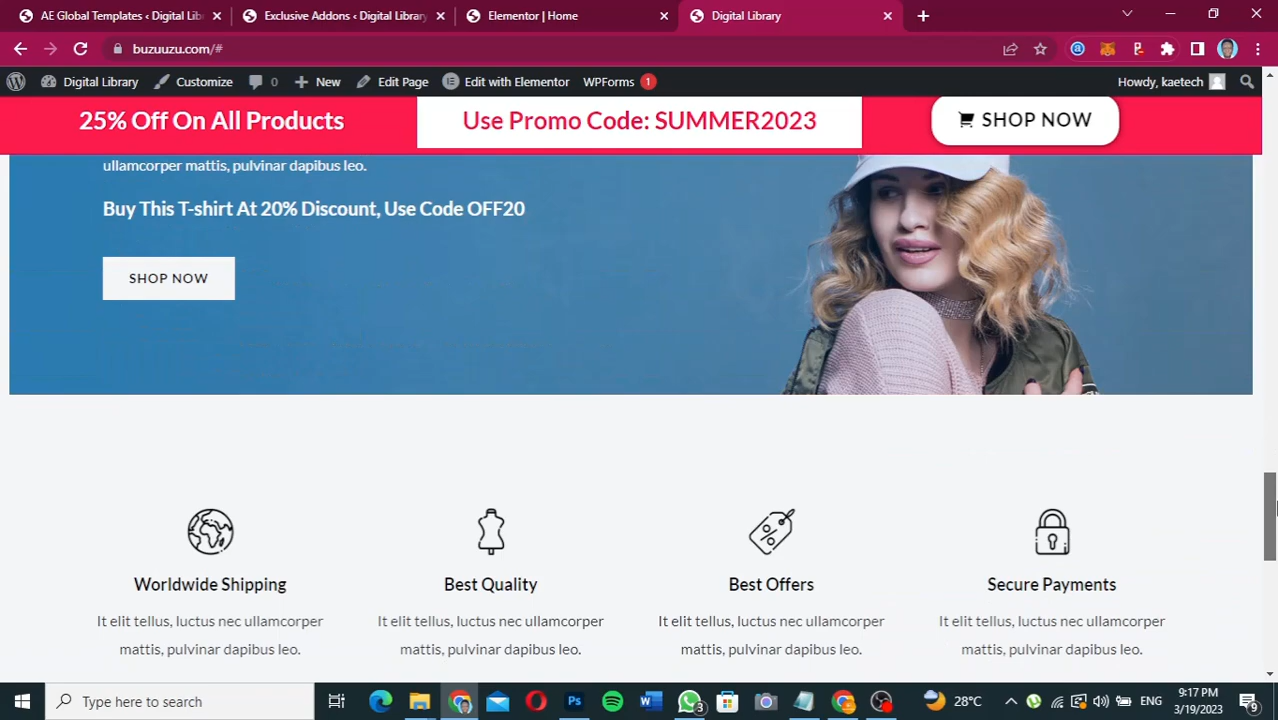 AE Global Templates ‹ Digital Lib
Exclusive Addons ‹ Digital Library
Elementor | Home
Digital Library
buzuuzu.com/#
Digital Library
Customize
0
New
Edit Page
Edit with Elementor
WPForms 1
Howdy, kaetech
25% Off On All Products
Use Promo Code: SUMMER2023
SHOP NOW
ullamcorper mattis, pulvinar dapibus leo.
Buy This T-shirt At 20% Discount, Use Code OFF20
SHOP NOW
Worldwide Shipping
It elit tellus, luctus nec ullamcorper
mattis, pulvinar dapibus leo.
Best Quality
It elit tellus, luctus nec ullamcorper
mattis, pulvinar dapibus leo.
Best Offers
It elit tellus, luctus nec ullamcorper
mattis, pulvinar dapibus leo.
Secure Payments
It elit tellus, luctus nec ullamcorper
mattis, pulvinar dapibus leo.
Type here to search
Ps
W
3
28°C
ENG
9:17 PM
3/19/2023
9